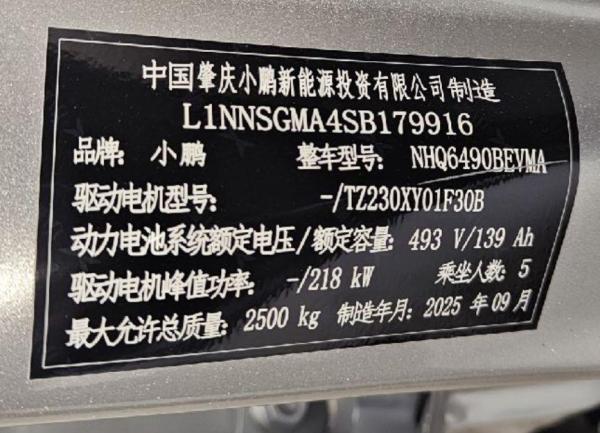 中国肇庆小鹏新能源投资有限公司 制造
L1NNSGMA4SB179916
品牌: 小鹏 整车型号: NHQ6490BEVMA
驱动电机型号: -/TZ230XY01F30B
动力电池系统额定电压/额定容量: 493 V/139 Ah
驱动电机峰值功率: -/218 kW 乘坐人数: 5
最大允许总质量: 2500 kg 制造年月: 2025 年 09 月